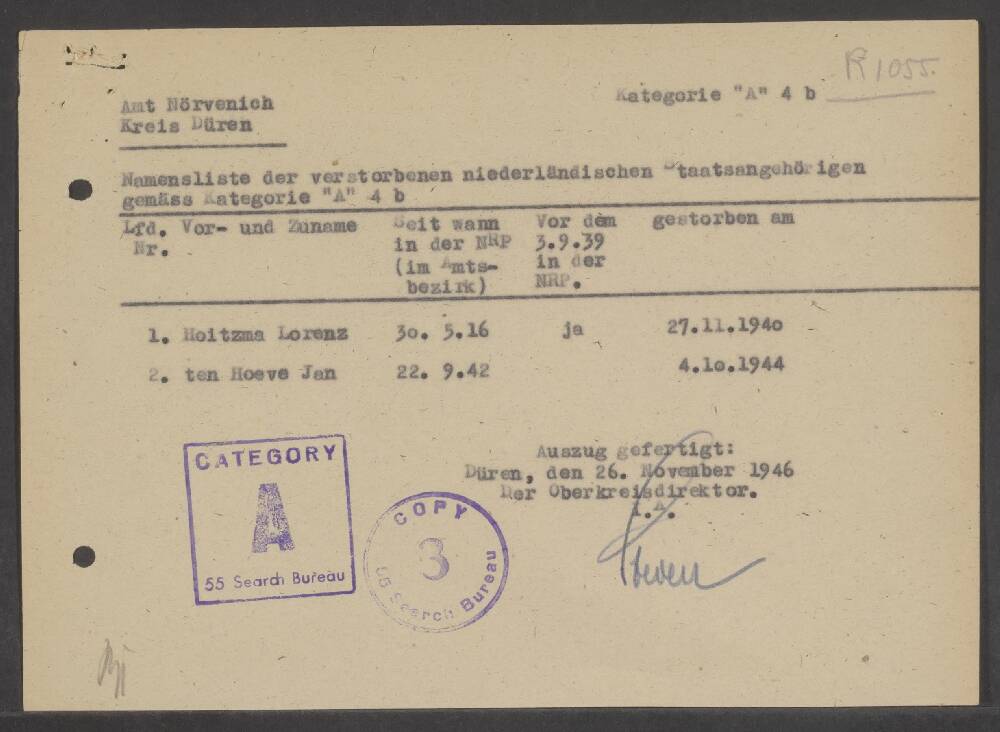 R 1055.
Amt Nörvenich
Kategorie "A" 4 b
Kreis Düren
Namensliste der verstorbenen niederländischen Staatsangehörigen
gemäss Kategorie "A" 4 b
Lfd. Vor- und Zuname Seit wann Vor dem gestorben am
Nr. in der NRP 3.9.39
(im Amts- in der
bezirk) NRP.
1. Hoitzma Lorenz 3o. 5.16 ja 27.11.194o
2. ten Hoeve Jan 22. 9.42 4.1o.1944
Auszug gefertigt:
Düren, den 26. November 1946
Der Oberkreisdirektor.
I.A.
CATEGORY
A
55 Search Bureau
COPY
3
55 Search Bureau